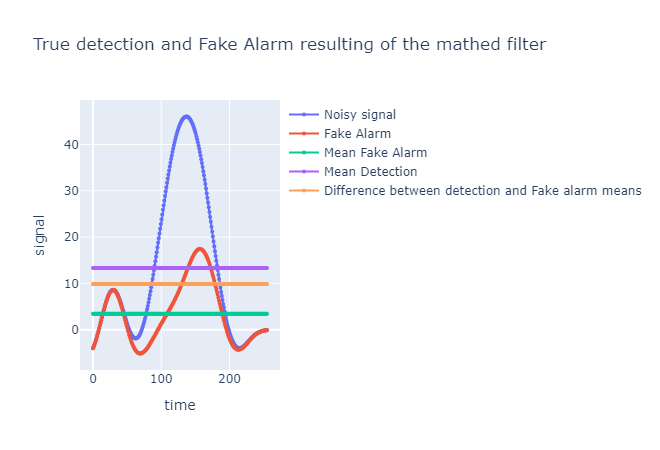 True detection and Fake Alarm resulting of the mathed filter
Noisy signal
Fake Alarm
Mean Fake Alarm
Mean Detection
Difference between detection and Fake alarm means
signal
40
30
20
10
0
0 100 200
time